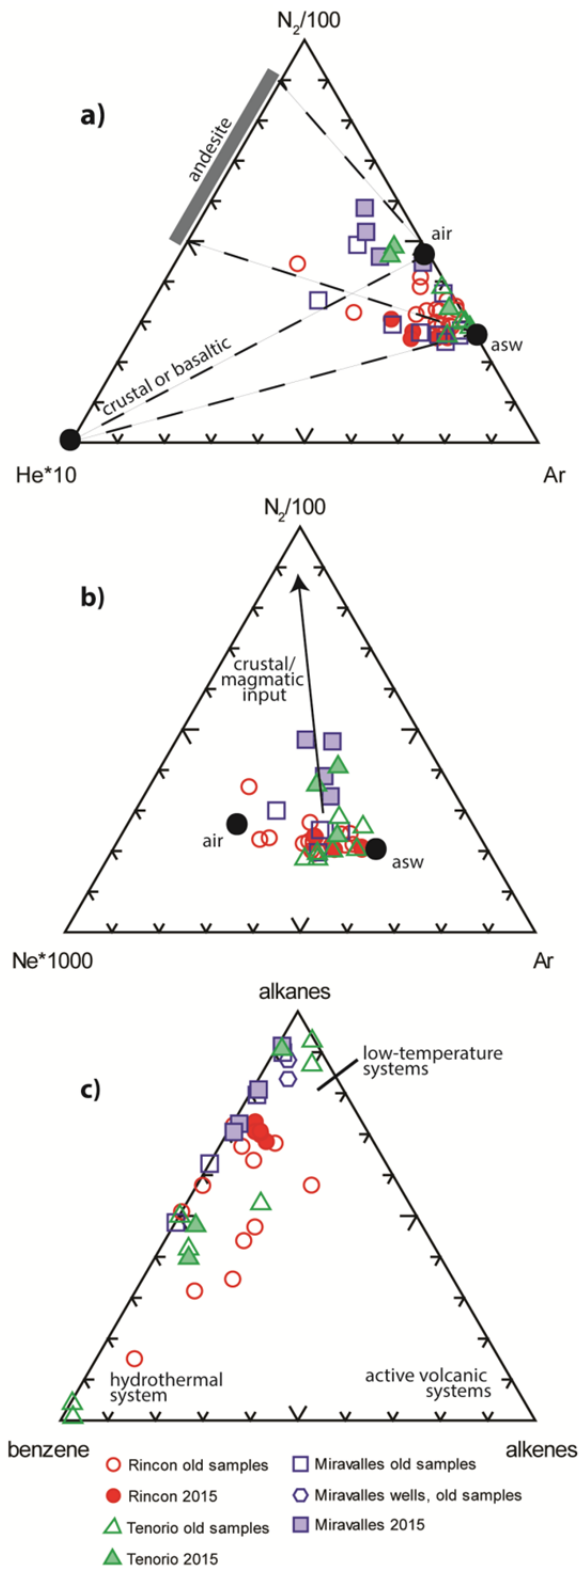 N2/100
a)
andesite
air
crustal or basaltic
asw
He*10
Ar
N2/100
b)
crustal/
magmatic
input
air
asw
Ne*1000
Ar
alkanes
low-temperature
systems
c)
hydrothermal
system
active volcanic
systems
benzene
alkenes
Rincon old samples
Miravalles old samples
Rincon 2015
Miravalles wells, old samples
Tenorio old samples
Miravalles 2015
Tenorio 2015